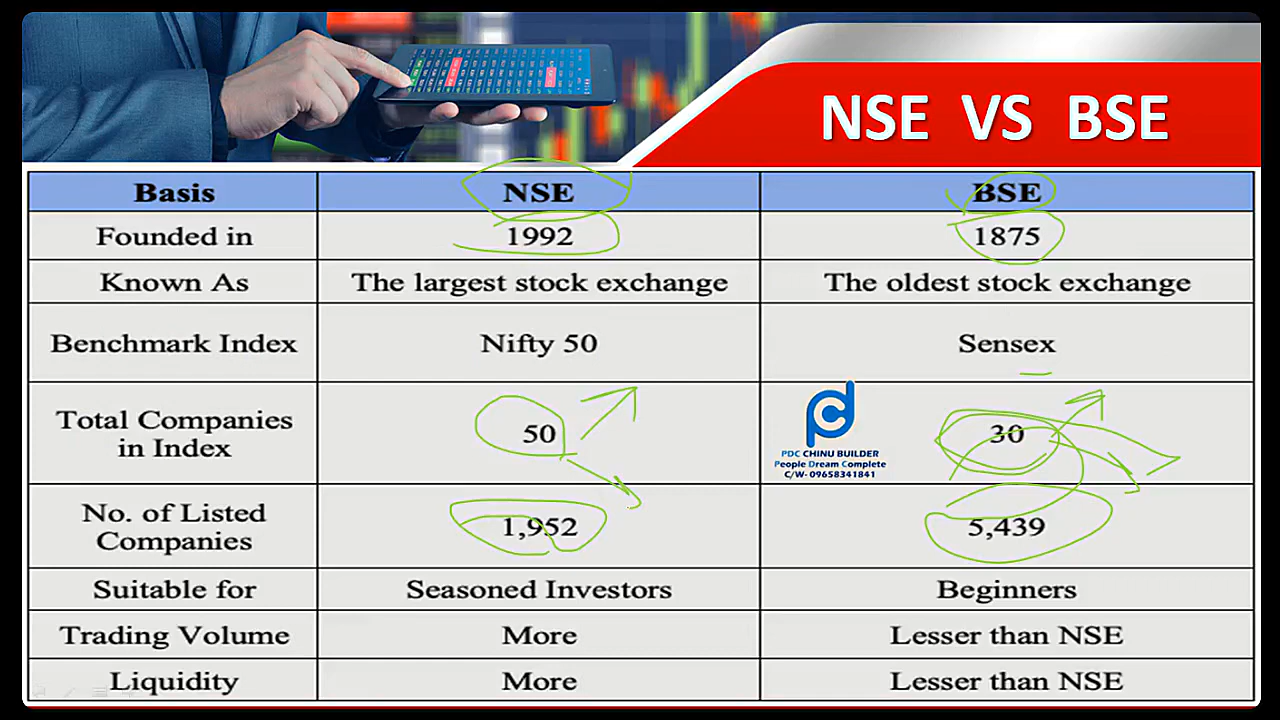 NSE VS BSE
Basis NSE BSE
Founded in 1992 1875
Known As The largest stock exchange The oldest stock exchange
Benchmark Index Nifty 50 Sensex
Total Companies
in Index 50 30
PDC CHINU BUILDER
People Dream Complete
C/W- 09658341841
No. of Listed
Companies 1,952 5,439
Suitable for Seasoned Investors Beginners
Trading Volume More Lesser than NSE
Liquidity More Lesser than NSE